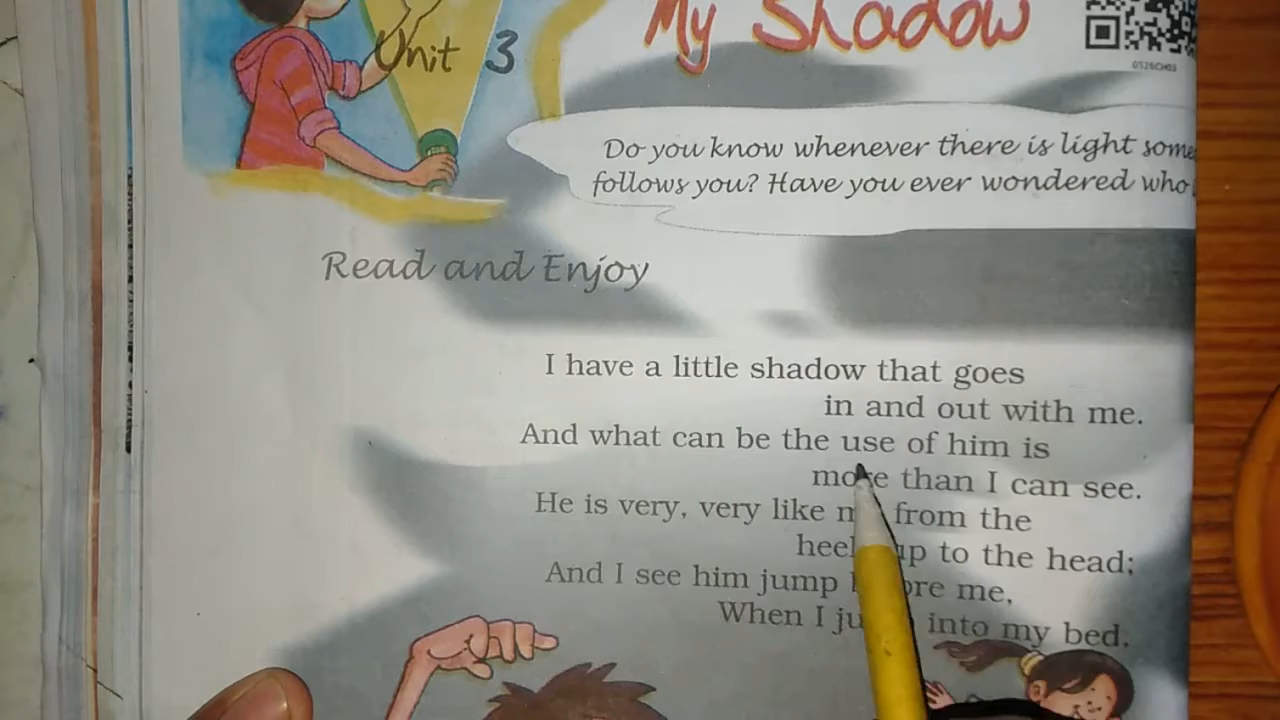 Unit 3
My Shadow
0526CH03
Do you know whenever there is light
follows you? Have you ever wondered who
Read and Enjoy
I have a little shadow that goes
in and out with me.
And what can be the use of him is
more than I can see.
He is very, very like from the
up to the head;
And I see him jump me,
When I into my bed.